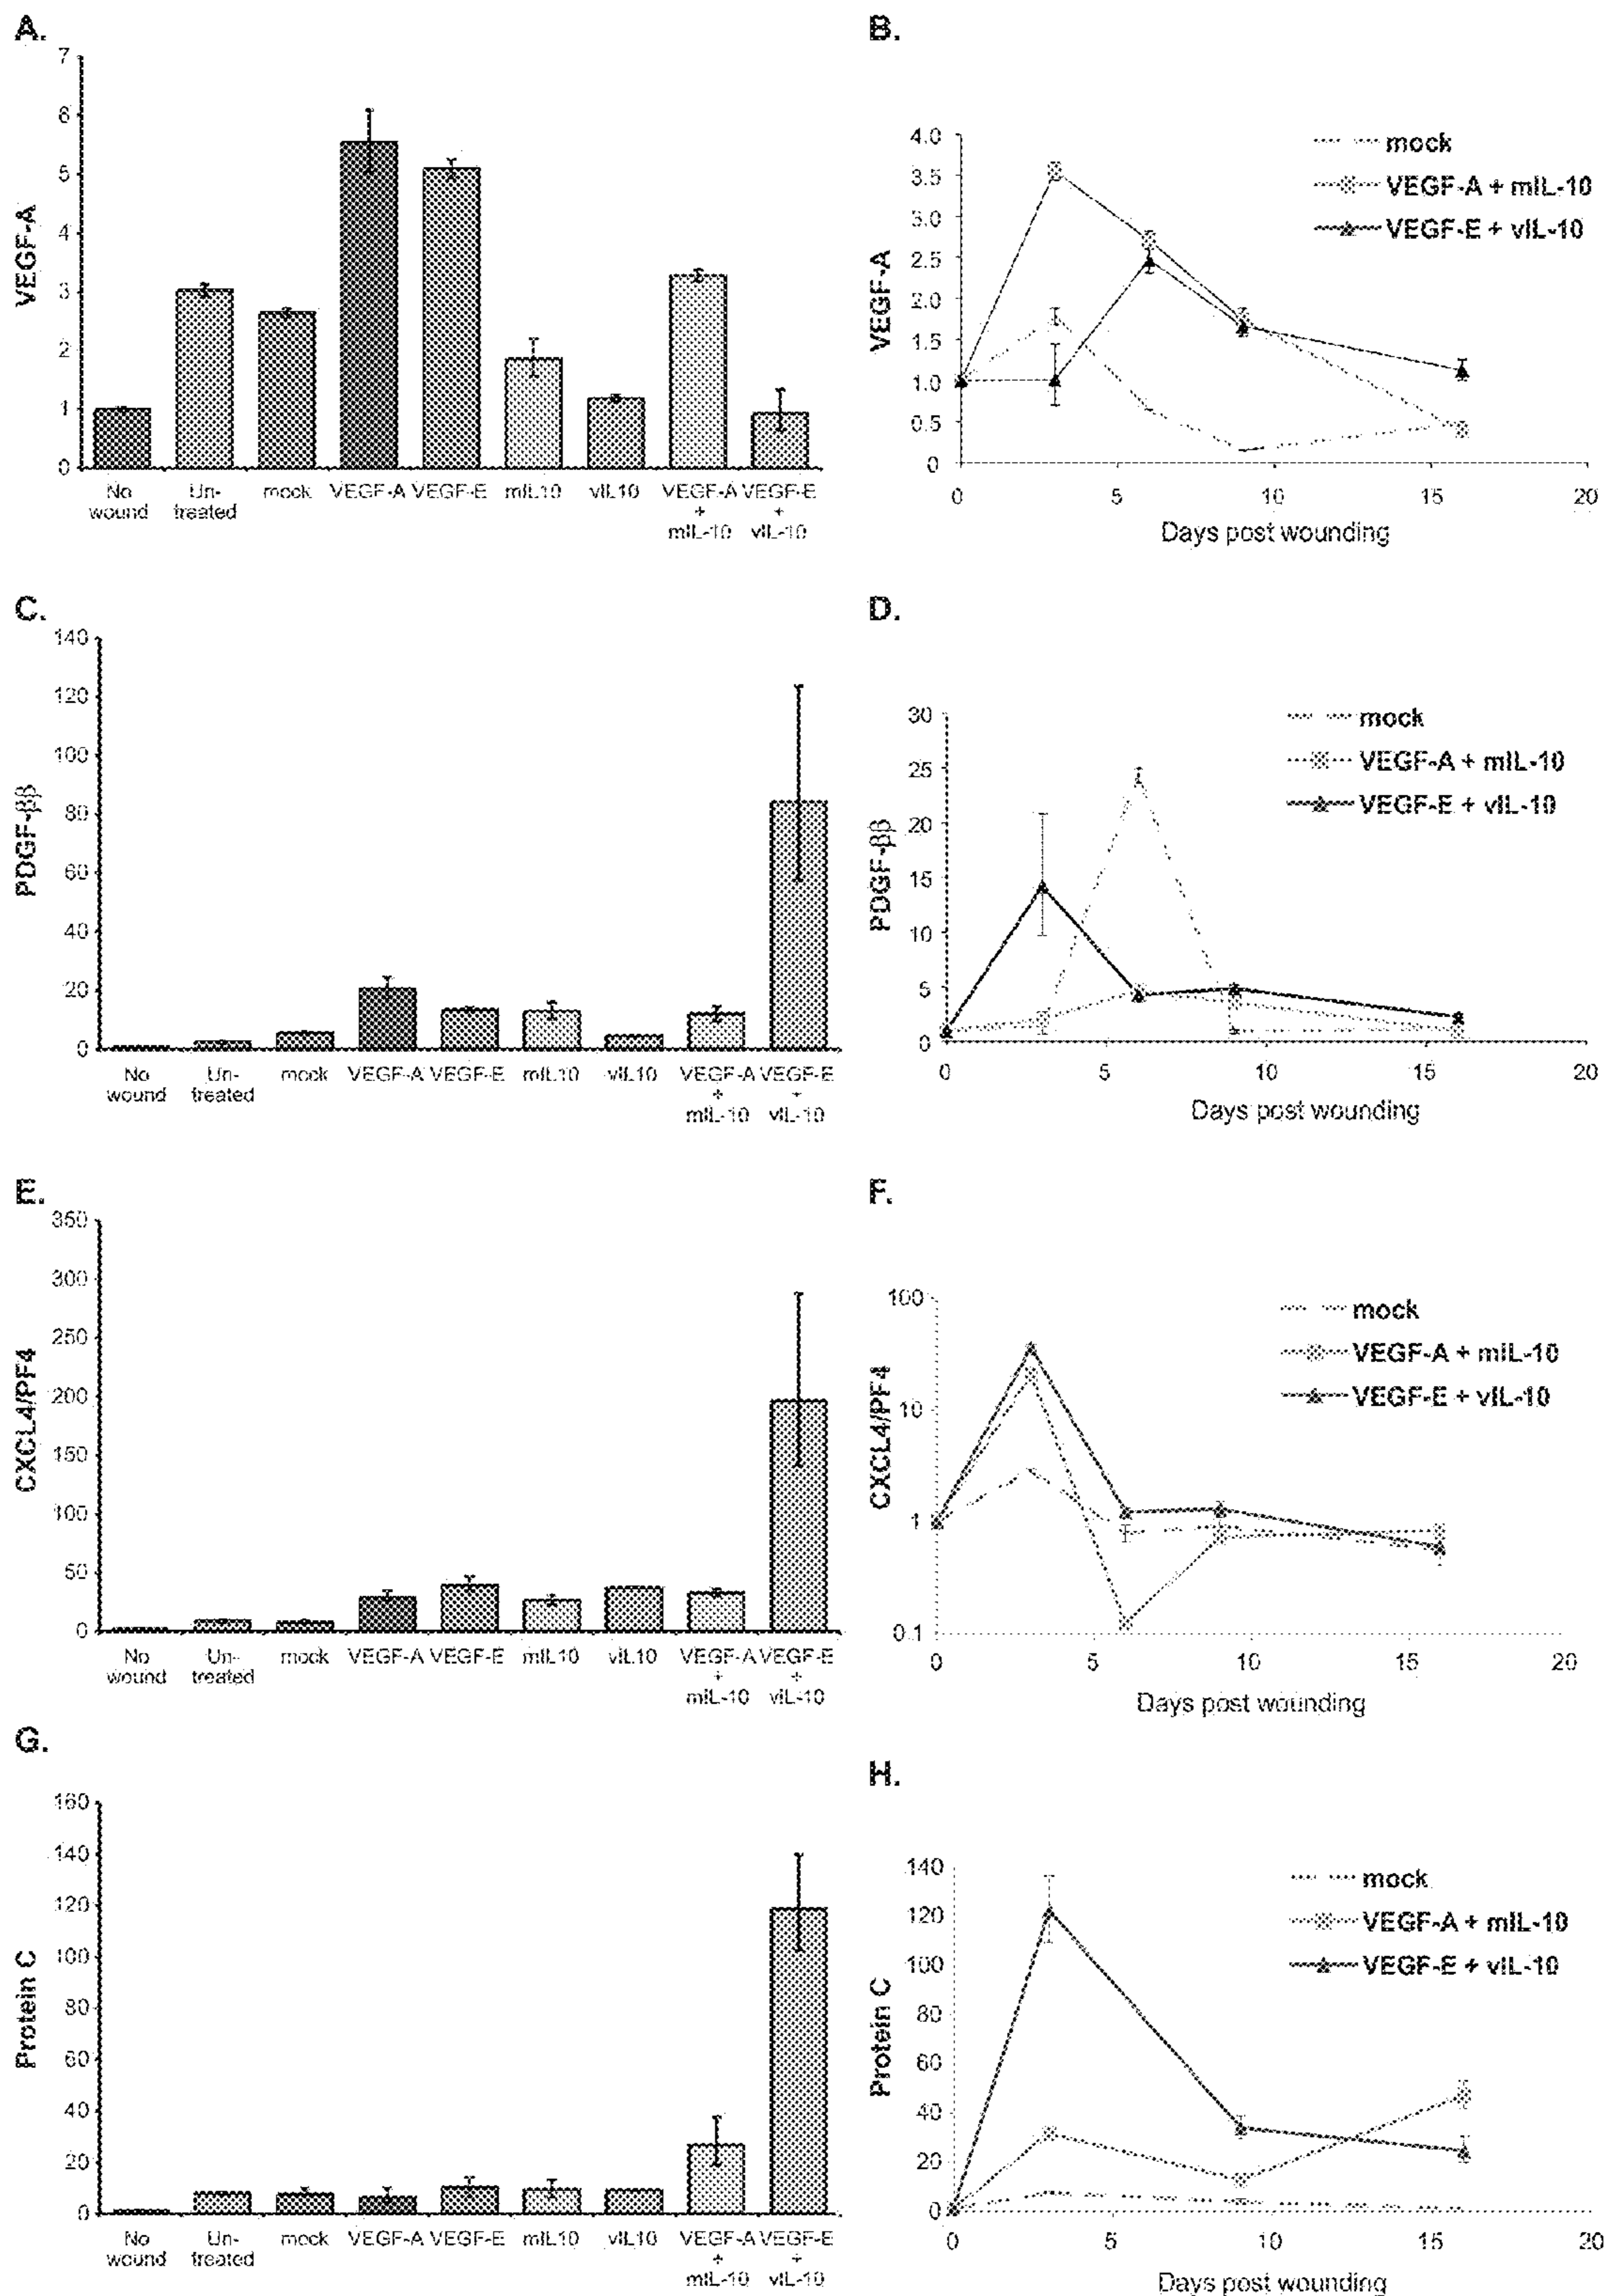 A.
7
6
5
4
3
2
1
0
VEGF-A
No wound
Un-treated
mock
VEGF-A
VEGF-E
mIL10
vIL10
VEGF-A + mIL-10
VEGF-E + vIL-10
B.
4.0
3.5
3.0
2.5
2.0
1.5
1.0
0.5
0
VEGF-A
mock
VEGF-A + mIL-10
VEGF-E + vIL-10
0 5 10 15 20
Days post wounding
C.
140
120
100
80
60
40
20
0
PDGF-ββ
No wound
Un-treated
mock
VEGF-A
VEGF-E
mIL10
vIL10
VEGF-A + mIL-10
VEGF-E + vIL-10
D.
30
25
20
15
10
5
0
PDGF-ββ
mock
VEGF-A + mIL-10
VEGF-E + vIL-10
0 5 10 15 20
Days post wounding
E.
350
300
250
200
150
100
50
0
CXCL4/PF4
No wound
Un-treated
mock
VEGF-A
VEGF-E
mIL10
vIL10
VEGF-A + mIL-10
VEGF-E + vIL-10
F.
100
10
1
0.1
CXCL4/PF4
mock
VEGF-A + mIL-10
VEGF-E + vIL-10
0 5 10 15 20
Days post wounding
G.
160
140
120
100
80
60
40
20
0
Protein C
No wound
Un-treated
mock
VEGF-A
VEGF-E
mIL10
vIL10
VEGF-A + mIL-10
VEGF-E + vIL-10
H.
140
120
100
80
60
40
20
0
Protein C
mock
VEGF-A + mIL-10
VEGF-E + vIL-10
0 5 10 15 20
Days post wounding